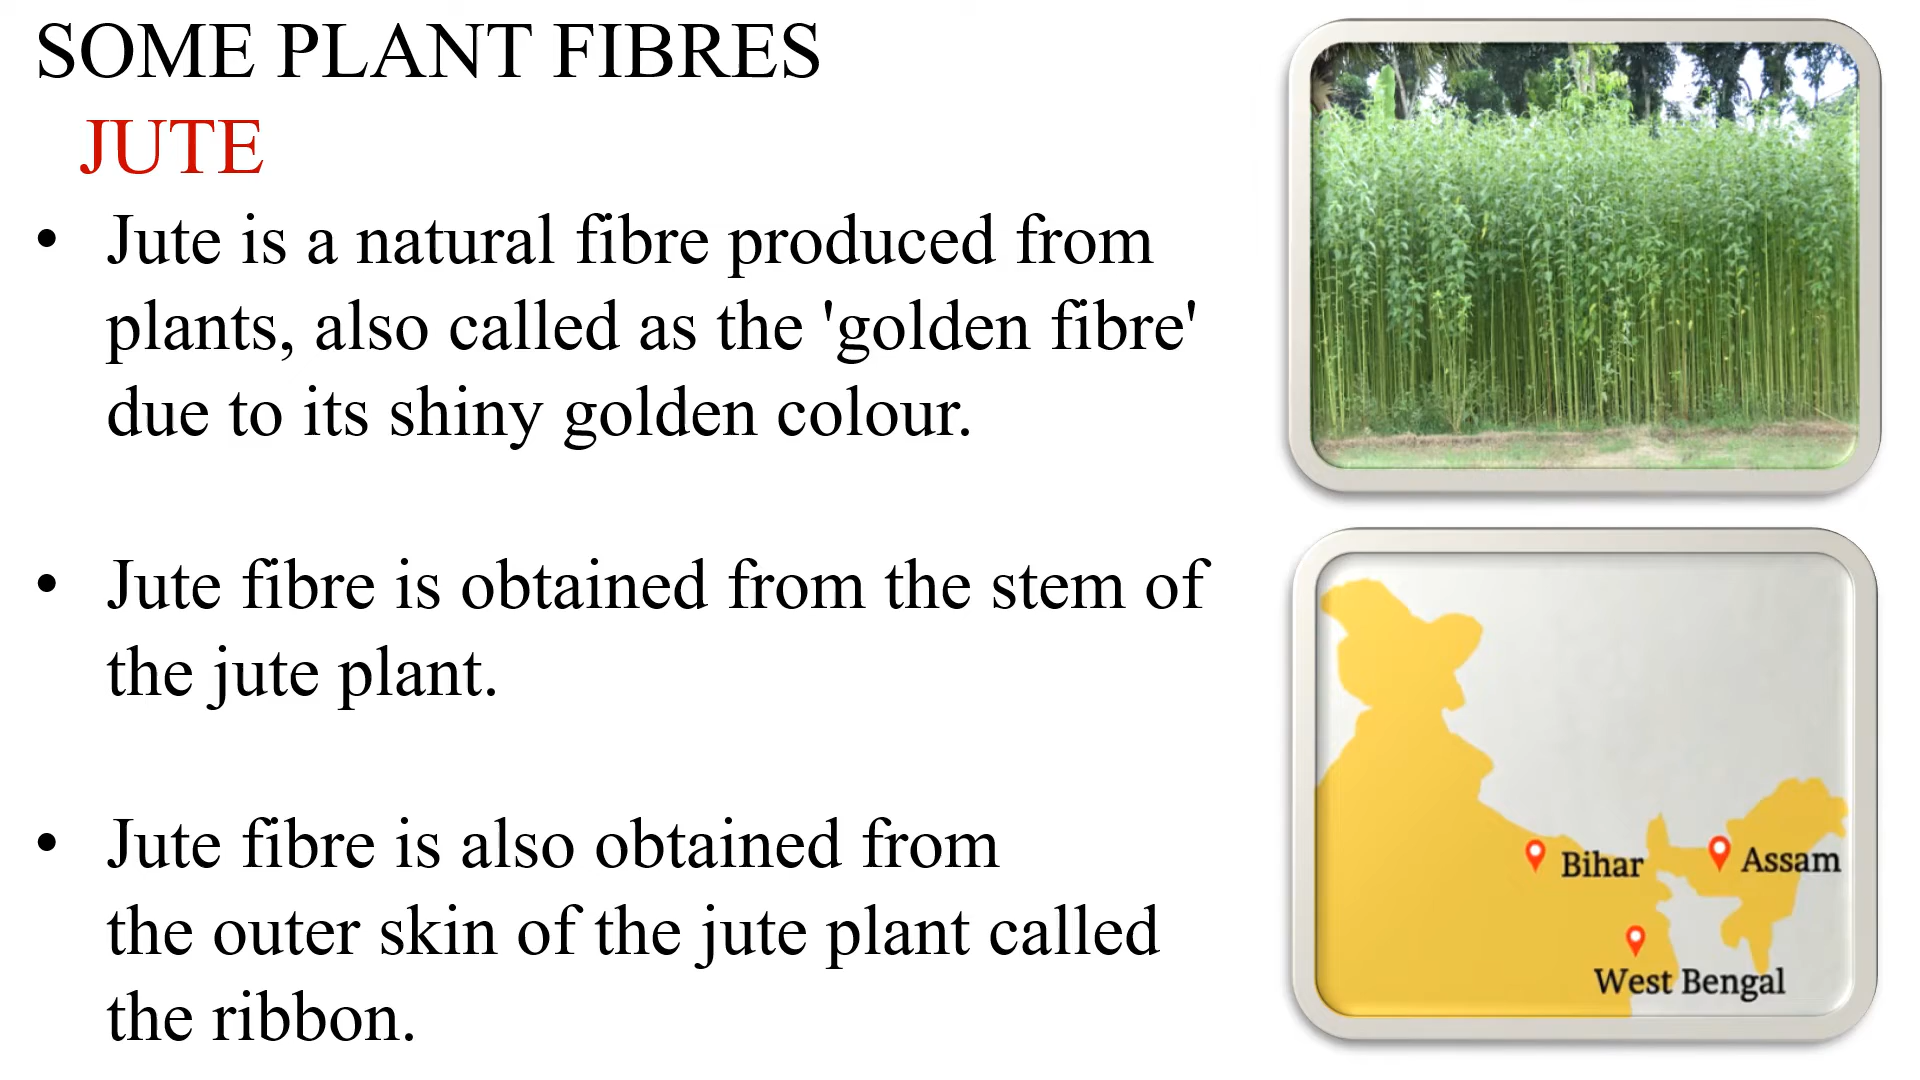 SOME PLANT FIBRES
JUTE
• Jute is a natural fibre produced from
plants, also called as the 'golden fibre'
due to its shiny golden colour.
• Jute fibre is obtained from the stem of
the jute plant.
• Jute fibre is also obtained from
the outer skin of the jute plant called
the ribbon.
Bihar
Assam
West Bengal